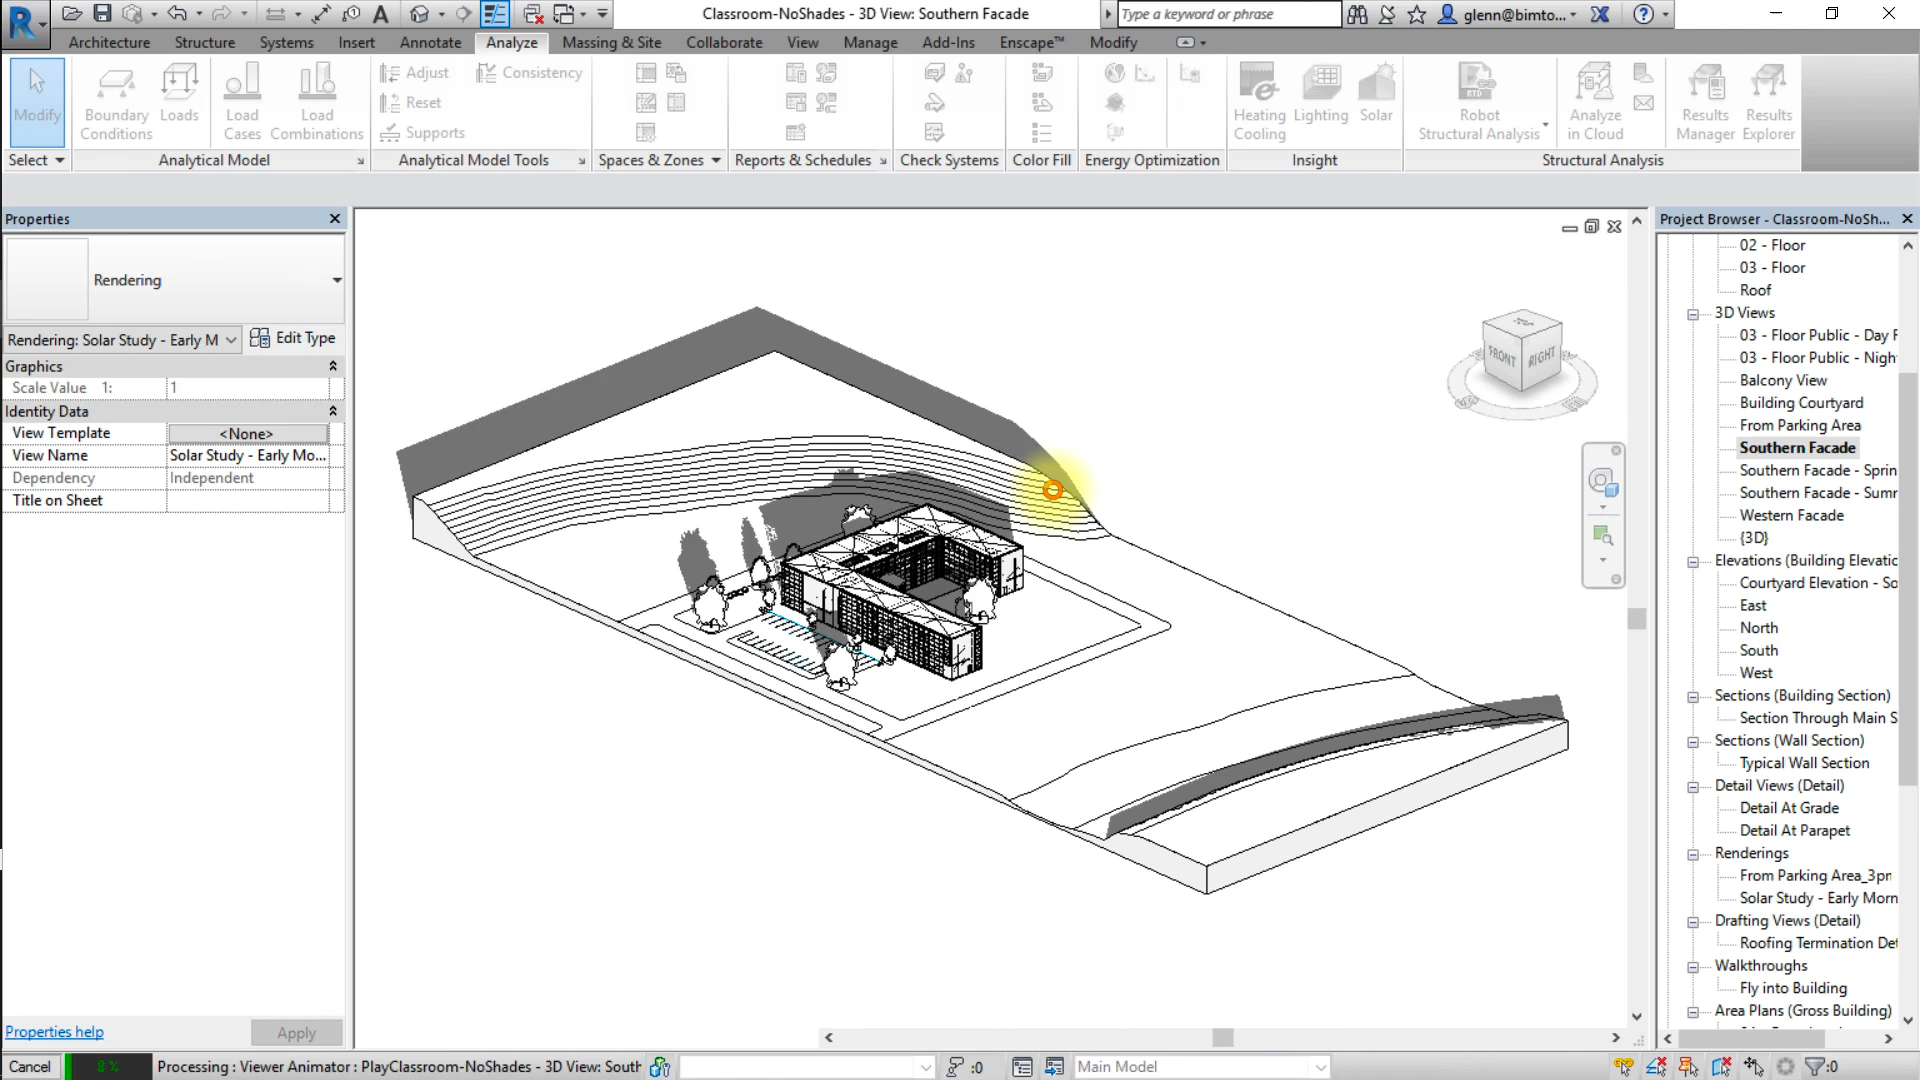 Classroom-NoShades - 3D View: Southern Facade
Type a keyword or phrase
glenn@bimto...
Architecture Structure Systems Insert Annotate Analyze Massing & Site Collaborate View Manage Add-Ins Enscape™ Modify
Modify
Boundary Conditions
Loads
Load Cases
Load Combinations
Adjust
Reset
Supports
Consistency
Heating Cooling
Lighting
Solar
Robot Structural Analysis
Analyze in Cloud
Results Manager
Results Explorer
Select
Analytical Model
Analytical Model Tools
Spaces & Zones
Reports & Schedules
Check Systems
Color Fill
Energy Optimization
Insight
Structural Analysis
Properties
Rendering
Rendering: Solar Study - Early M
Edit Type
Graphics
Scale Value 1: 1
Identity Data
View Template <None>
View Name Solar Study - Early Mo...
Dependency Independent
Title on Sheet
Properties help
Apply
FRONT
RIGHT
Project Browser - Classroom-NoSh...
02 - Floor
03 - Floor
Roof
3D Views
03 - Floor Public - Day F
03 - Floor Public - Nigh
Balcony View
Building Courtyard
From Parking Area
Southern Facade
Southern Facade - Sprin
Southern Facade - Sumr
Western Facade
{3D}
Elevations (Building Elevatic
Courtyard Elevation - So
East
North
South
West
Sections (Building Section)
Section Through Main S
Sections (Wall Section)
Typical Wall Section
Detail Views (Detail)
Detail At Grade
Detail At Parapet
Renderings
From Parking Area_3pn
Solar Study - Early Morn
Drafting Views (Detail)
Roofing Termination Det
Walkthroughs
Fly into Building
Area Plans (Gross Building)
Cancel
8 %
Processing : Viewer Animator : PlayClassroom-NoShades - 3D View: South
:0
Main Model
:0